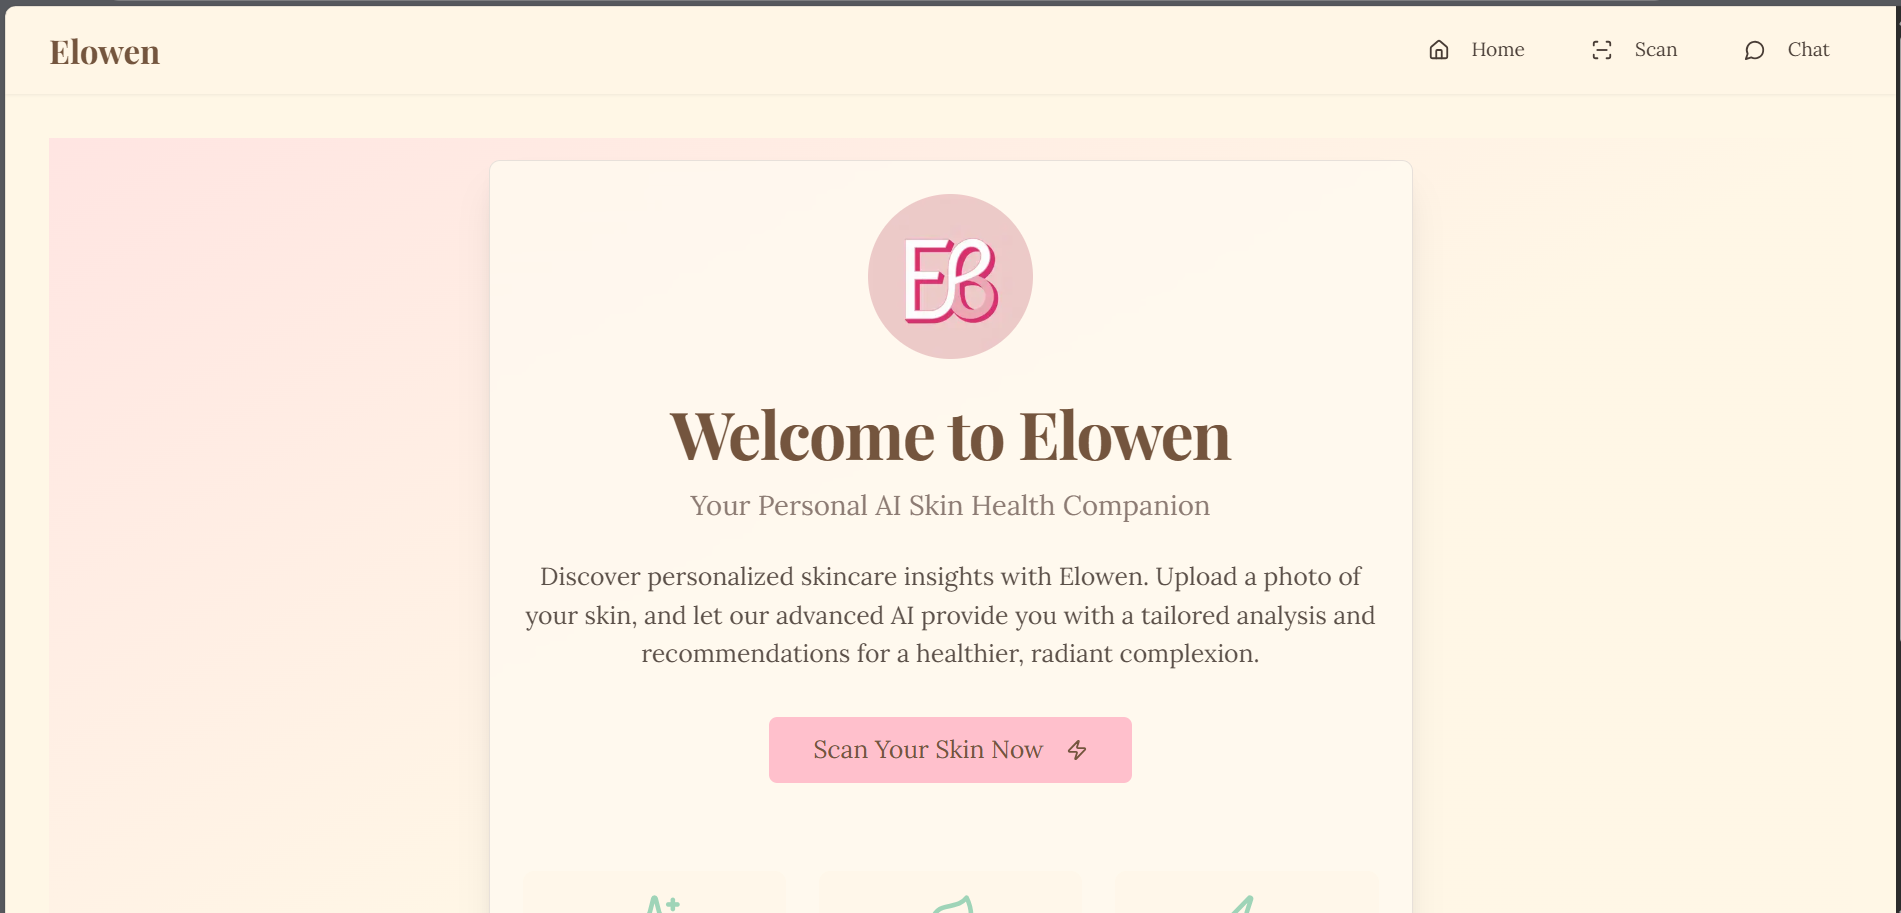 Elowen
Home
Scan
Chat
EB
Welcome to Elowen
Your Personal AI Skin Health Companion
Discover personalized skincare insights with Elowen. Upload a photo of
your skin, and let our advanced AI provide you with a tailored analysis and
recommendations for a healthier, radiant complexion.
Scan Your Skin Now